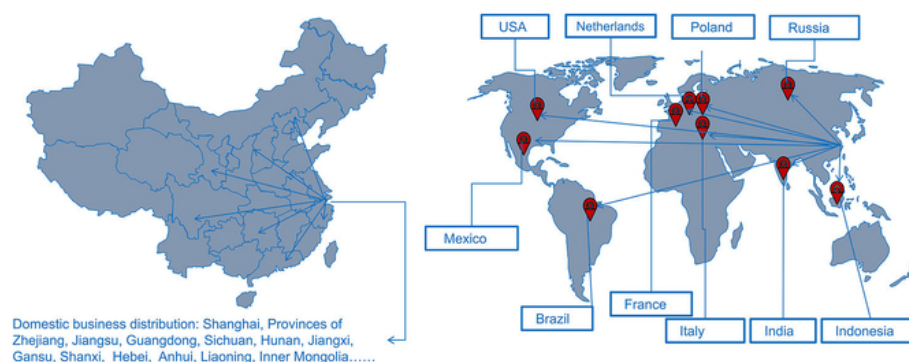 USA
Netherlands
Poland
Russia
Mexico
Brazil
France
Italy
India
Indonesia
Domestic business distribution: Shanghai, Provinces of
Zhejiang, Jiangsu, Guangdong, Sichuan, Hunan, Jiangxi,
Gansu, Shanxi, Hebei, Anhui, Liaoning, Inner Mongolia......